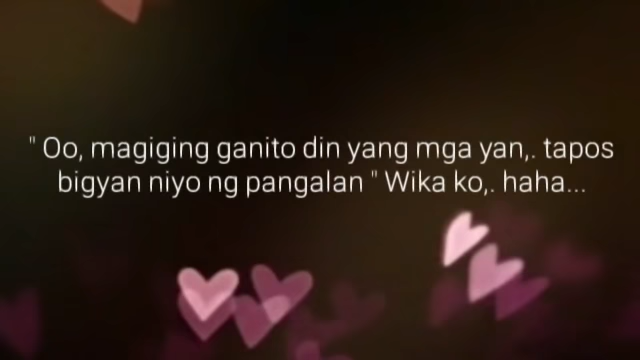 " Oo, magiging ganito din yang mga yan,. tapos
bigyan niyo ng pangalan " Wika ko,. haha...